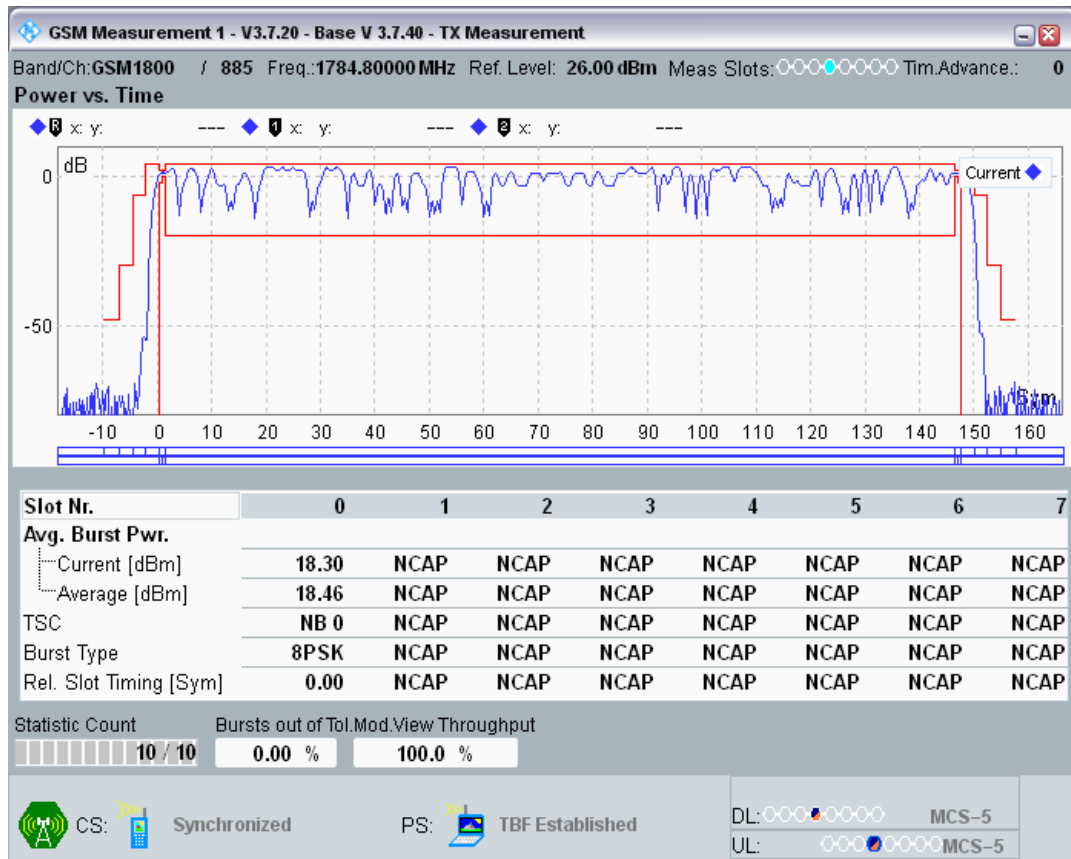 GSM Measurement 1 - V3.7.20 - Base V 3.7.40 - TX Measurement
Band/Ch:GSM1800 / 885 Freq.:1784.80000 MHz Ref. Level: 26.00 dBm Meas Slots: Tim.Advance.: 0
Power vs. Time
R x: y: --- 1 x: y: --- 2 x: y: ---
dB
0
Current
-50
Sym
-10 0 10 20 30 40 50 60 70 80 90 100 110 120 130 140 150 160
Slot Nr. 0 1 2 3 4 5 6 7
Avg. Burst Pwr.
Current [dBm] 18.30 NCAP NCAP NCAP NCAP NCAP NCAP NCAP
Average [dBm] 18.46 NCAP NCAP NCAP NCAP NCAP NCAP NCAP
TSC NB 0 NCAP NCAP NCAP NCAP NCAP NCAP NCAP
Burst Type 8PSK NCAP NCAP NCAP NCAP NCAP NCAP NCAP
Rel. Slot Timing [Sym] 0.00 NCAP NCAP NCAP NCAP NCAP NCAP NCAP
Statistic Count Bursts out of Tol.Mod.View Throughput
10 / 10 0.00 % 100.0 %
CS: Synchronized PS: TBF Established
DL: MCS-5
UL: MCS-5